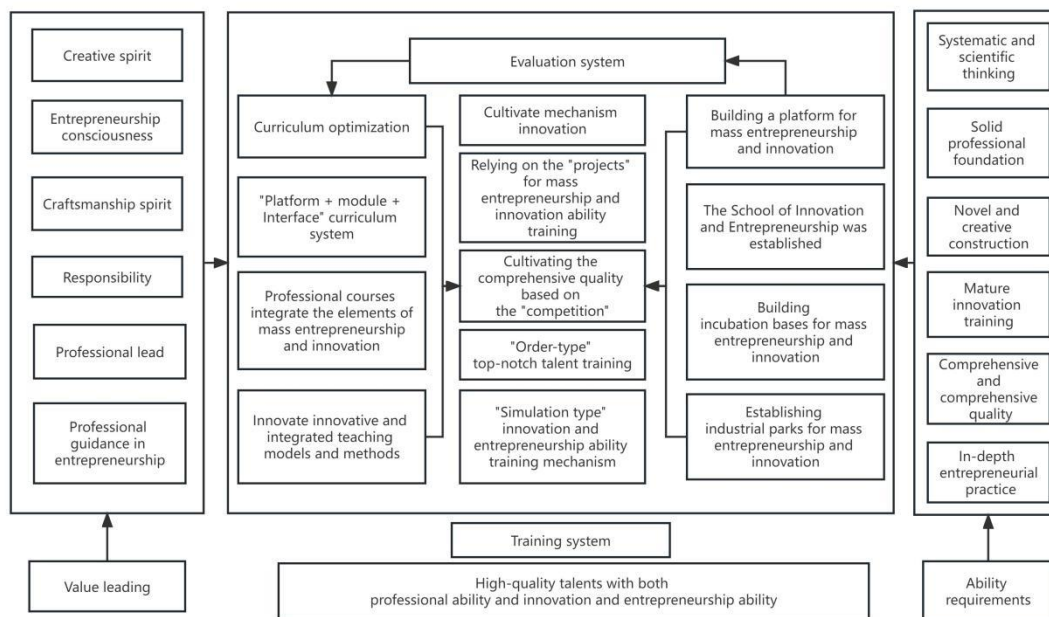 Creative spirit
Entrepreneurship
consciousness
Craftsmanship spirit
Responsibility
Professional lead
Professional
guidance in
entrepreneurship
Value leading
Evaluation system
Curriculum optimization
"Platform + module +
Interface" curriculum
system
Professional courses
integrate the elements of
mass entrepreneurship
and innovation
Innovate innovative and
integrated teaching
models and methods
Cultivate mechanism
innovation
Relying on the "projects"
for mass
entrepreneurship and
innovation ability
training
Cultivating the
comprehensive quality
based on
the "competition"
"Order-type"
top-notch talent training
"Simulation type"
innovation and
entrepreneurship ability
training mechanism
Building a platform for
mass entrepreneurship
and innovation
The School of Innovation
and Entrepreneurship was
established
Building
incubation bases for mass
entrepreneurship and
innovation
Establishing
industrial parks for mass
entrepreneurship and
innovation
Training system
High-quality talents with both
professional ability and innovation and entrepreneurship ability
Systematic and
scientific
thinking
Solid
professional
foundation
Novel and
creative
construction
Mature
innovation
training
Comprehensive and
comprehensive
quality
In-depth
entrepreneurial
practice
Ability
requirements